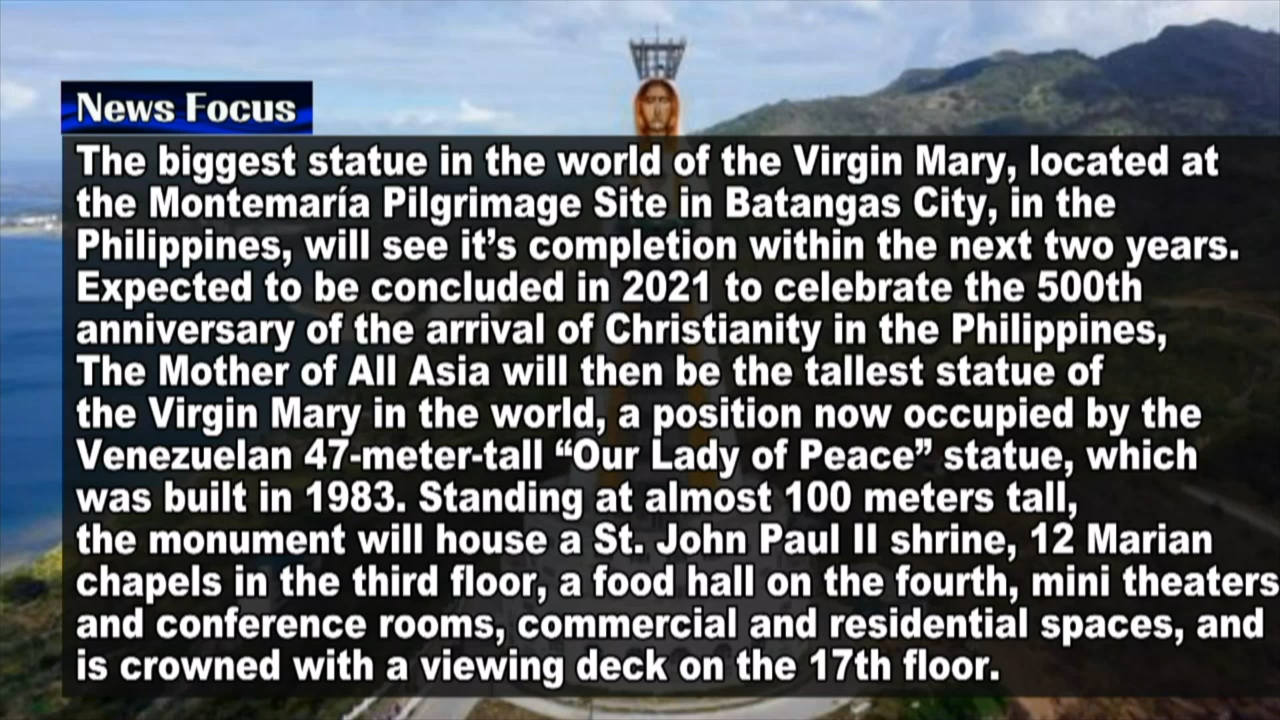 News Focus
The biggest statue in the world of the Virgin Mary, located at
the Montemaría Pilgrimage Site in Batangas City, in the
Philippines, will see it’s completion within the next two years.
Expected to be concluded in 2021 to celebrate the 500th
anniversary of the arrival of Christianity in the Philippines,
The Mother of All Asia will then be the tallest statue of
the Virgin Mary in the world, a position now occupied by the
Venezuelan 47-meter-tall “Our Lady of Peace” statue, which
was built in 1983. Standing at almost 100 meters tall,
the monument will house a St. John Paul II shrine, 12 Marian
chapels in the third floor, a food hall on the fourth, mini theaters
and conference rooms, commercial and residential spaces, and
is crowned with a viewing deck on the 17th floor.